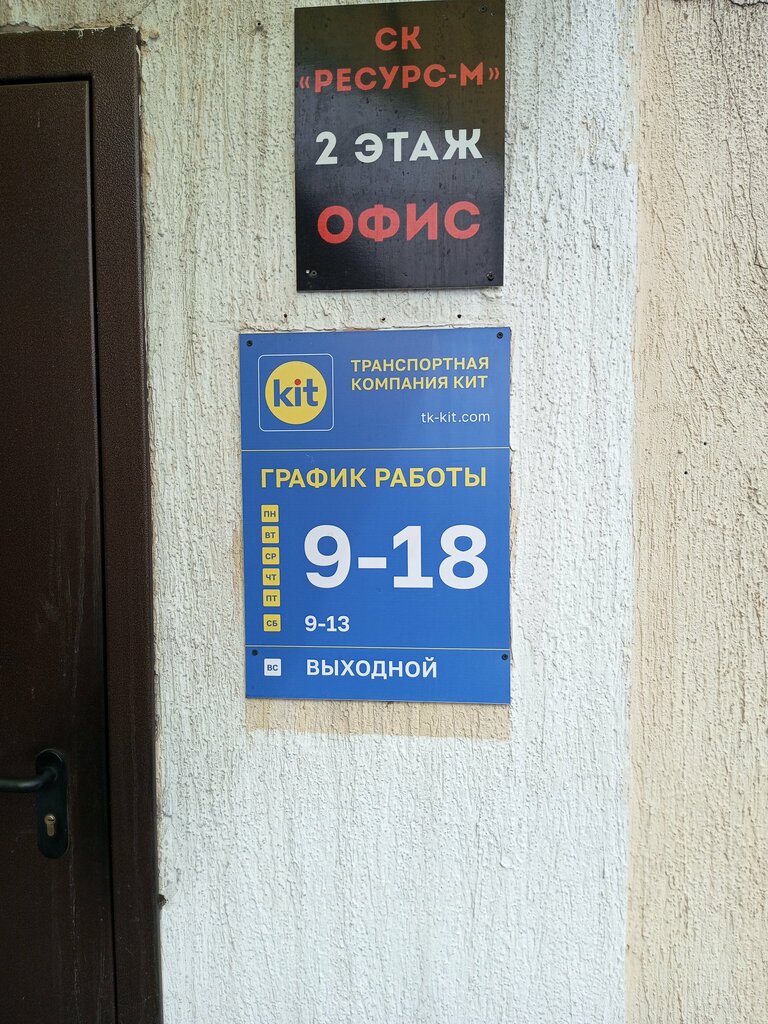 СК
«РЕСУРС-М»
2 ЭТАЖ
ОФИС
kit
ТРАНСПОРТНАЯ
КОМПАНИЯ КИТ
tk-kit.com
ГРАФИК РАБОТЫ
ПН
ВТ
СР
ЧТ
ПТ
9-18
СБ 9-13
ВС ВЫХОДНОЙ